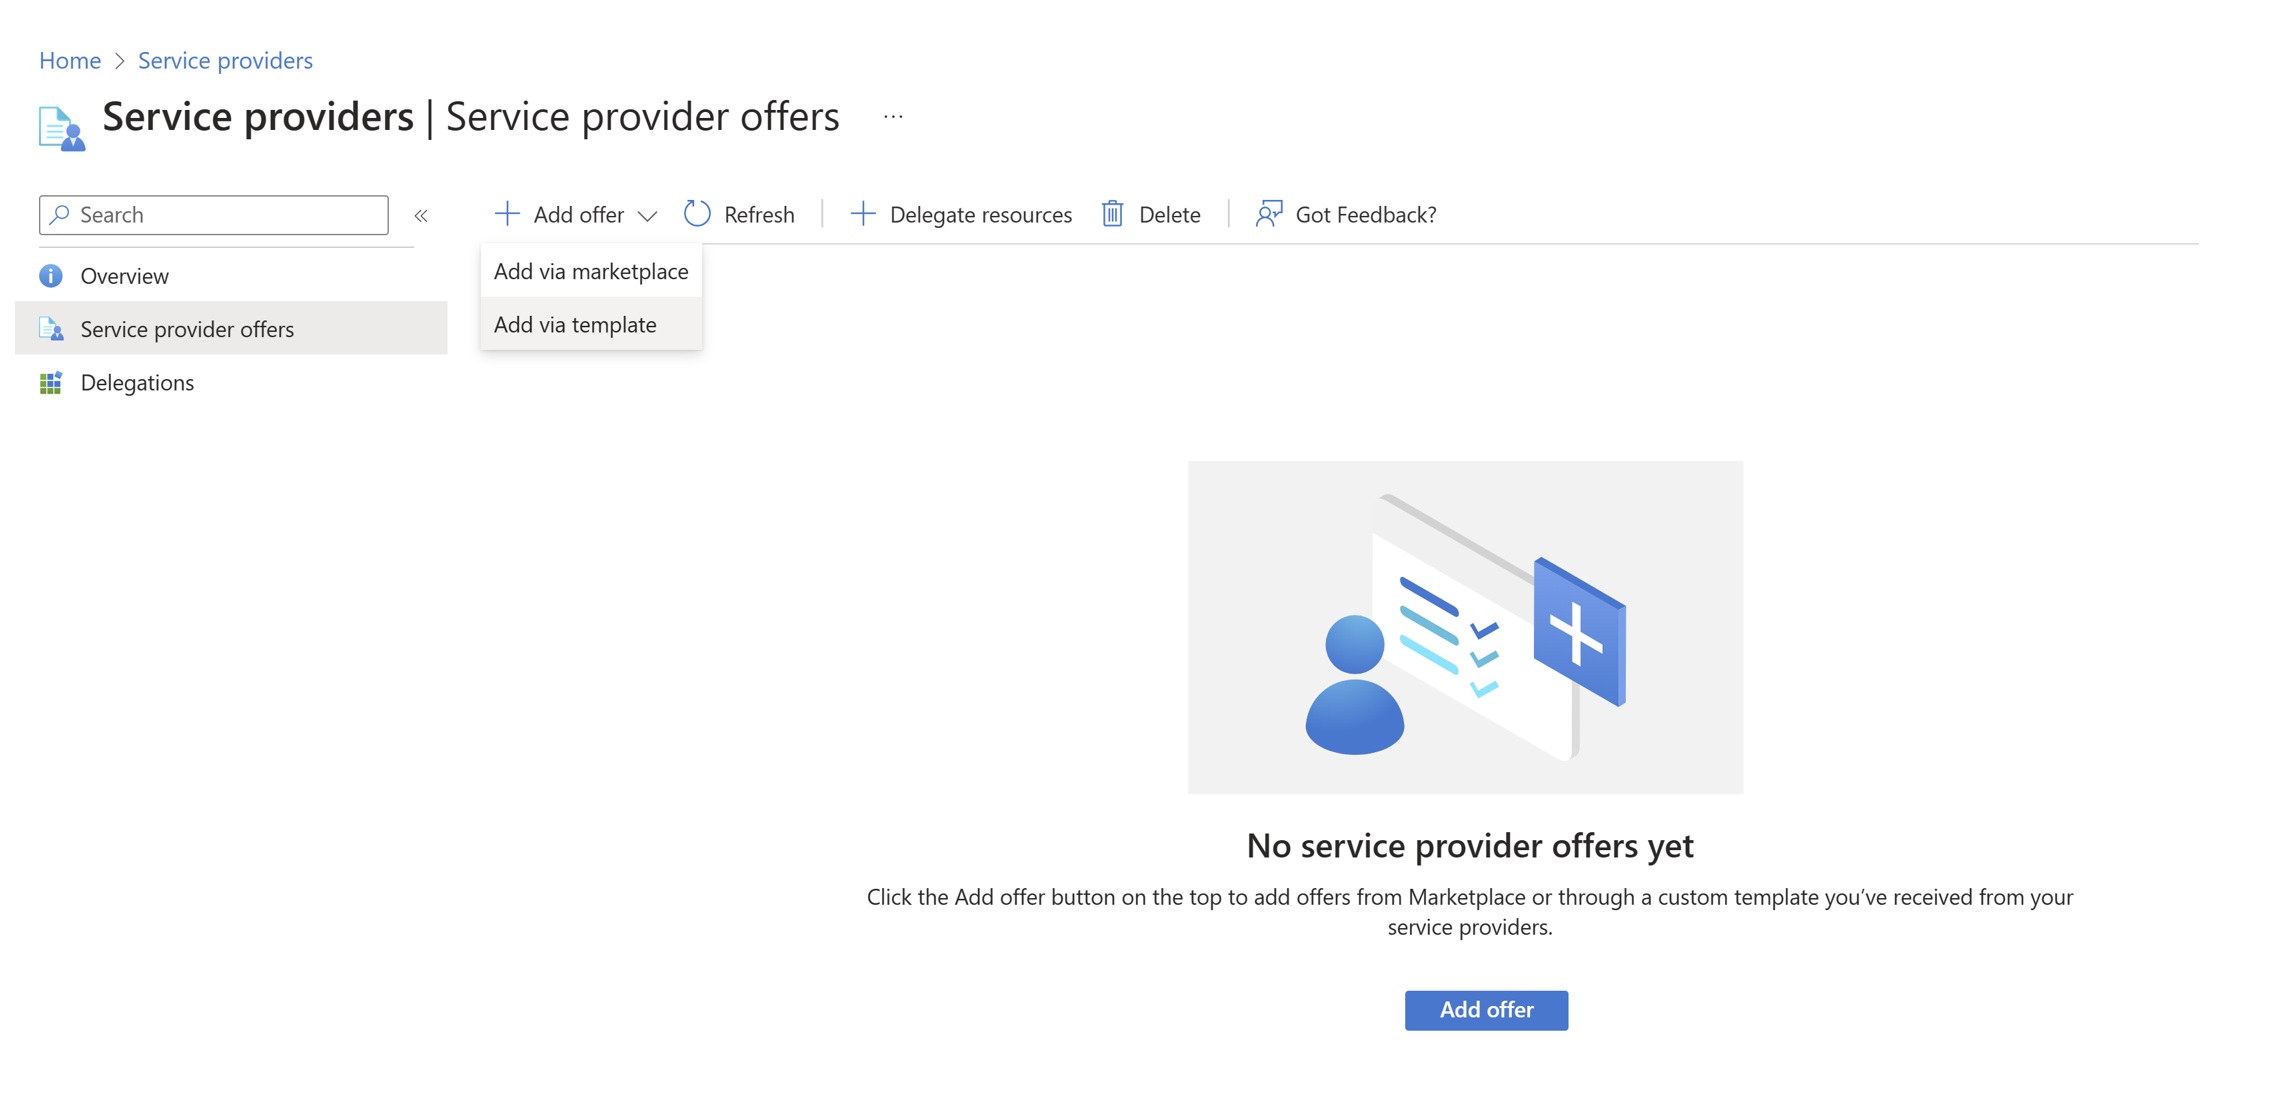 Home > Service providers
Service providers | Service provider offers ...
Search «
Add offer Refresh | Delegate resources Delete | Got Feedback?
Add via marketplace
Add via template
Overview
Service provider offers
Delegations
No service provider offers yet
Click the Add offer button on the top to add offers from Marketplace or through a custom template you’ve received from your
service providers.
Add offer